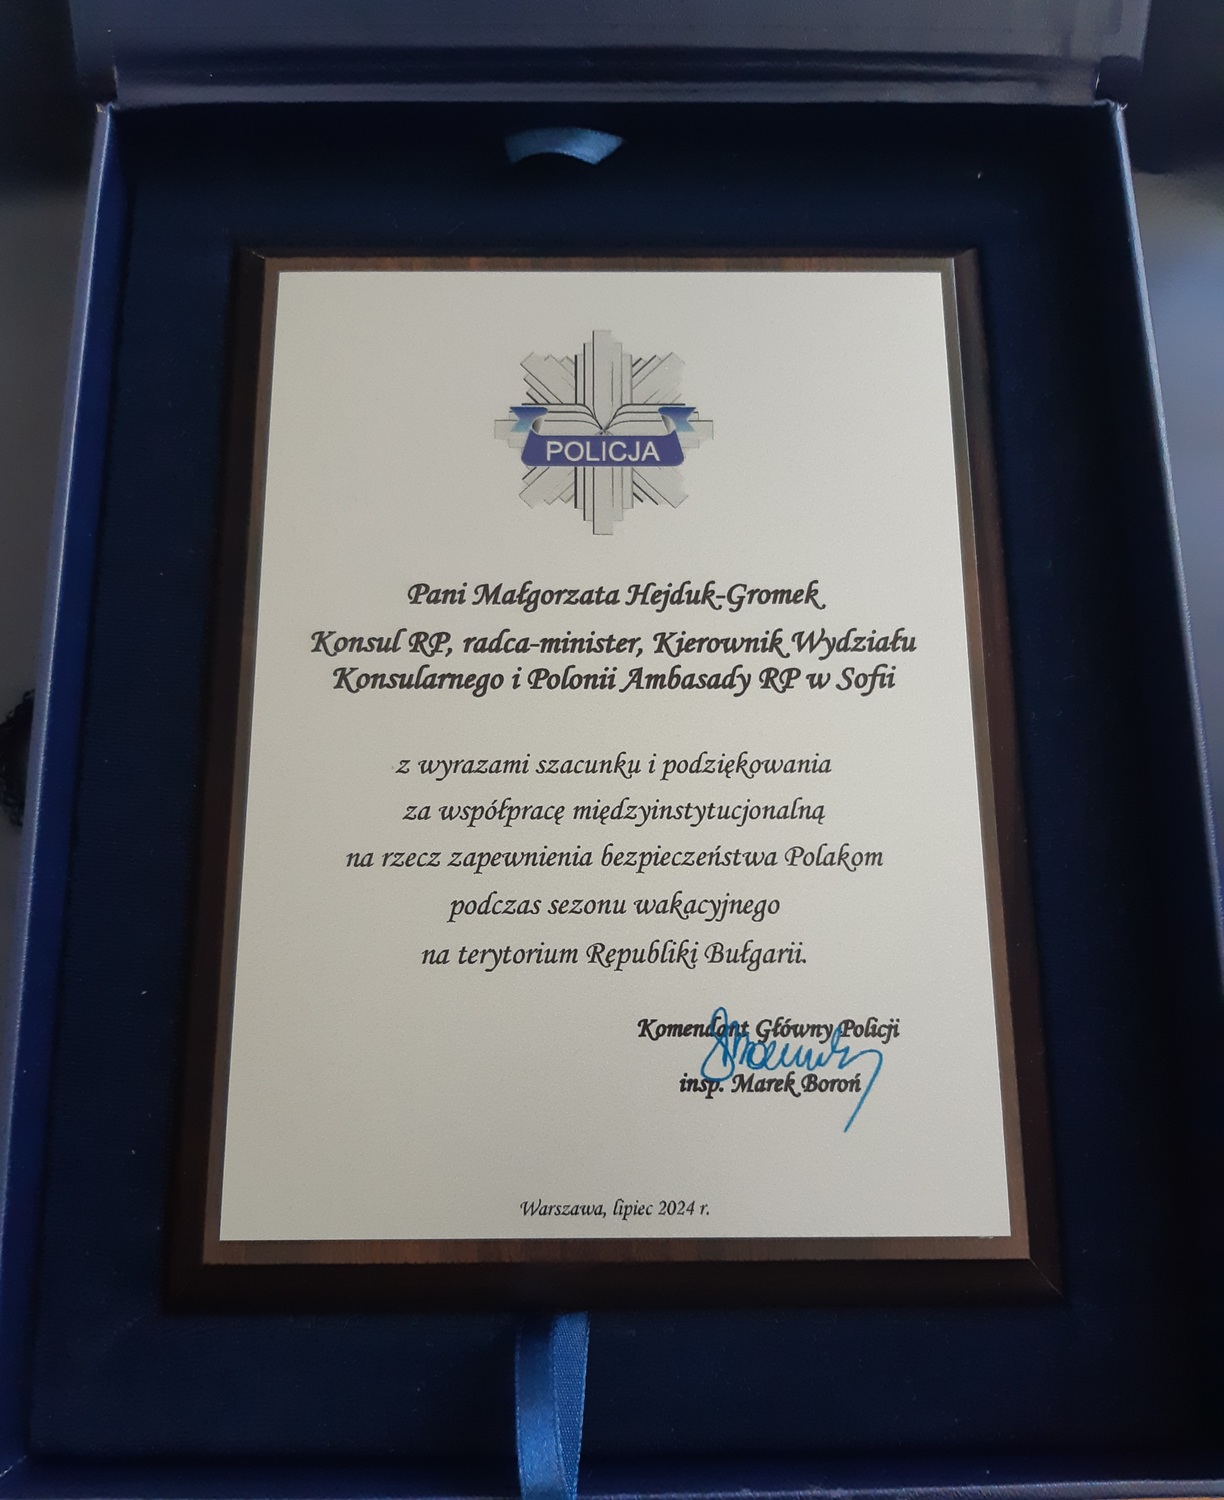 POLICJA
Pani Małgorzata Hejduk-Gromek
Konsul RP, radca-minister, Kierownik Wydziału
Konsularnego i Polonii Ambasady RP w Sofii
z wyrazami szacunku i podziękowania
za współpracę międzyinstytucjonalną
na rzecz zapewnienia bezpieczeństwa Polakom
podczas sezonu wakacyjnego
na terytorium Republiki Bułgarii.
Komendant Główny Policji
insp. Marek Boroń
Warszawa, lipiec 2024 r.